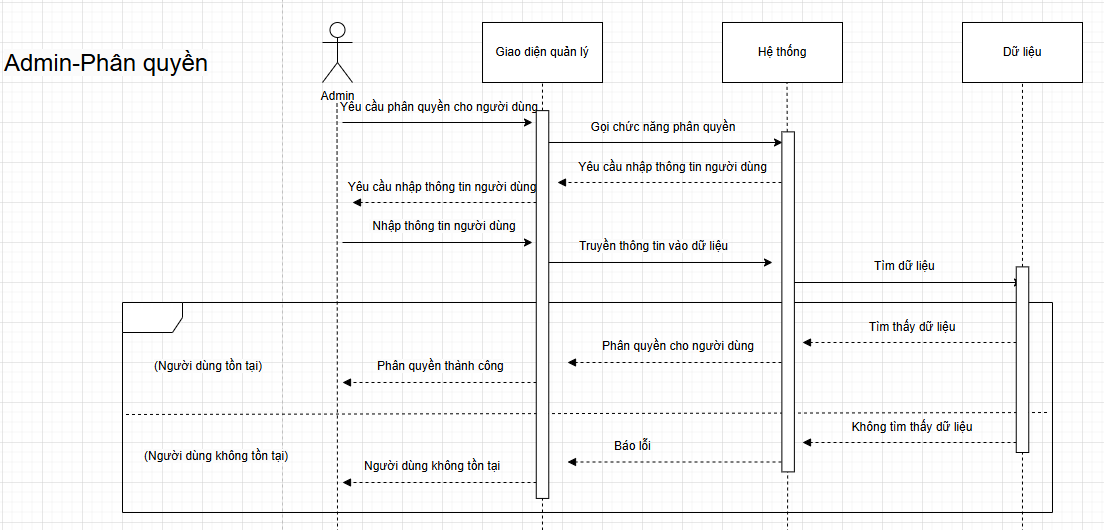 Admin-Phân quyền
Admin
Giao diện quản lý
Hệ thống
Dữ liệu
Yêu cầu phân quyền cho người dùng
Gọi chức năng phân quyền
Yêu cầu nhập thông tin người dùng
Yêu cầu nhập thông tin người dùng
Nhập thông tin người dùng
Truyền thông tin vào dữ liệu
Tìm dữ liệu
Tìm thấy dữ liệu
Phân quyền cho người dùng
(Người dùng tồn tại)
Phân quyền thành công
Không tìm thấy dữ liệu
Báo lỗi
(Người dùng không tồn tại)
Người dùng không tồn tại